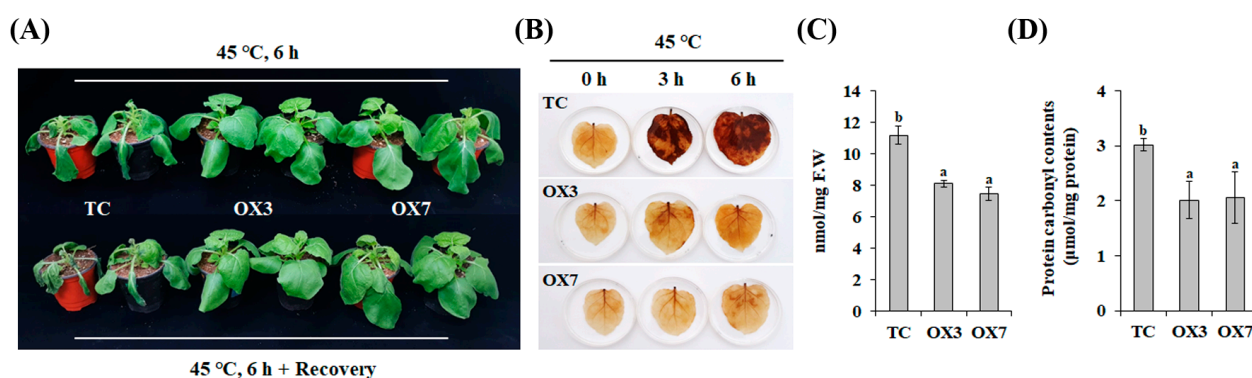 (A)
45 °C, 6 h
TC
OX3
OX7
45 °C, 6 h + Recovery
(B)
45 °C
0 h 3 h 6 h
TC
OX3
OX7
(C)
nmol/mg F.W
14
12
10
8
6
4
2
0
b
a
a
TC OX3 OX7
(D)
Protein carbonyl contents
(μmol/mg protein)
4
3
2
1
0
b
a
a
TC OX3 OX7